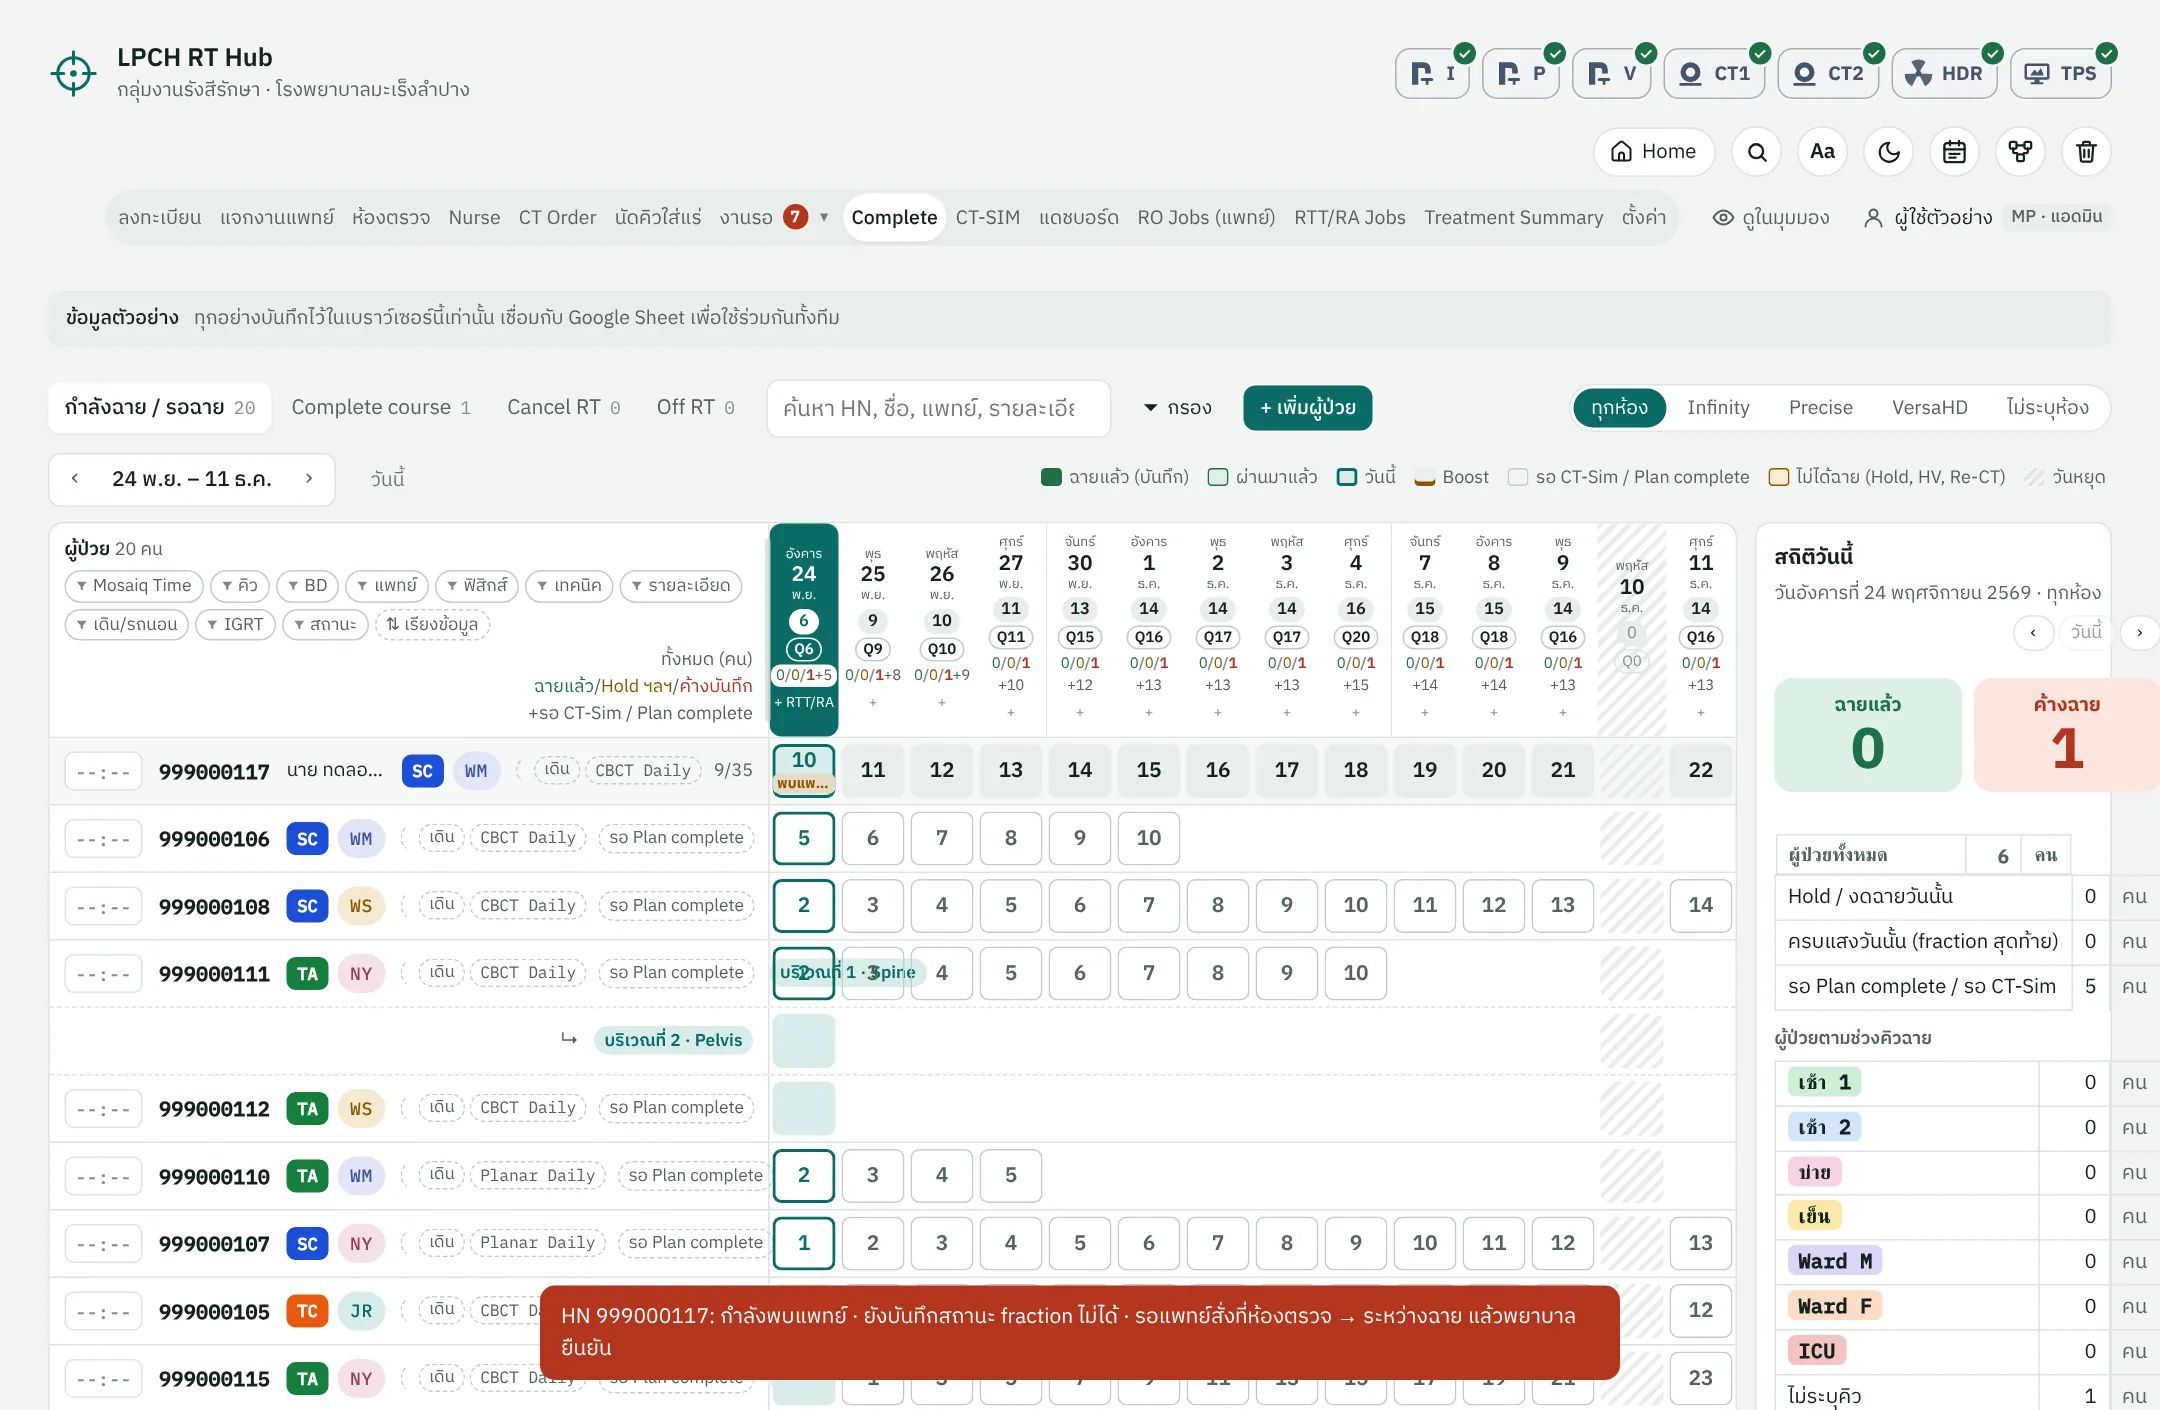 LPCH RT Hub
กลุ่มงานรังสีรักษา · โรงพยาบาลมะเร็งลำปาง
I P V CT1 CT2 HDR TPS
Home Aa
ลงทะเบียน แจกงานแพทย์ ห้องตรวจ Nurse CT Order นัดคิวใส่แร่ งานรอ 7 ▾ Complete CT-SIM แดชบอร์ด RO Jobs (แพทย์) RTT/RA Jobs Treatment Summary ตั้งค่า ดูในมุมมอง ผู้ใช้ตัวอย่าง MP · แอดมิน
ข้อมูลตัวอย่าง ทุกอย่างบันทึกไว้ในเบราว์เซอร์นี้เท่านั้น เชื่อมกับ Google Sheet เพื่อใช้ร่วมกันทั้งทีม
กำลังฉาย / รอฉาย 20 Complete course 1 Cancel RT 0 Off RT 0 ค้นหา HN, ชื่อ, แพทย์, รายละเอีย ▾ กรอง + เพิ่มผู้ป่วย ทุกห้อง Infinity Precise VersaHD ไม่ระบุห้อง
‹ 24 พ.ย. – 11 ธ.ค. › วันนี้ ฉายแล้ว (บันทึก) ผ่านมาแล้ว วันนี้ Boost รอ CT-Sim / Plan complete ไม่ได้ฉาย (Hold, HV, Re-CT) วันหยุด
ผู้ป่วย 20 คน
Mosaiq Time คิว BD แพทย์ ฟิสิกส์ เทคนิค รายละเอียด
เดิน/รถนอน IGRT สถานะ ⇅ เรียงข้อมูล
ทั้งหมด (คน)
ฉายแล้ว/Hold ฯลฯ/ค้างบันทึก
+รอ CT-Sim / Plan complete
อังคาร พุธ พฤหัส ศุกร์ จันทร์ อังคาร พุธ พฤหัส ศุกร์ จันทร์ อังคาร พุธ พฤหัส ศุกร์
24 25 26 27 30 1 2 3 4 7 8 9 10 11
พ.ย. พ.ย. พ.ย. พ.ย. พ.ย. ธ.ค. ธ.ค. ธ.ค. ธ.ค. ธ.ค. ธ.ค. ธ.ค. ธ.ค. ธ.ค.
6 9 10 11 13 14 14 14 16 15 15 14 0 14
Q6 Q9 Q10 Q11 Q15 Q16 Q17 Q17 Q20 Q18 Q18 Q16 Q0 Q16
0/0/1+5 0/0/1+8 0/0/1+9 0/0/1 0/0/1 0/0/1 0/0/1 0/0/1 0/0/1 0/0/1 0/0/1 0/0/1 0/0/1
+10 +12 +13 +13 +13 +15 +14 +14 +13 +13
+ RTT/RA + + + + + + + + + + + +
--:-- 999000117 นาย ทดลอ... SC WM เดิน CBCT Daily 9/35 10 พบแพ... 11 12 13 14 15 16 17 18 19 20 21 22
--:-- 999000106 SC WM เดิน CBCT Daily รอ Plan complete 5 6 7 8 9 10
--:-- 999000108 SC WS เดิน CBCT Daily รอ Plan complete 2 3 4 5 6 7 8 9 10 11 12 13 14
--:-- 999000111 TA NY เดิน CBCT Daily รอ Plan complete บริเวณที่ 1 · Spine 2 3 4 5 6 7 8 9 10
↳ บริเวณที่ 2 · Pelvis
--:-- 999000112 TA WS เดิน CBCT Daily รอ Plan complete
--:-- 999000110 TA WM เดิน Planar Daily รอ Plan complete 2 3 4 5
--:-- 999000107 SC NY เดิน Planar Daily รอ Plan complete 1 2 3 4 5 6 7 8 9 10 11 12 13
--:-- 999000105 TC JR เดิน CBCT D 12
--:-- 999000115 TA NY เดิน CBCT Daily 23
HN 999000117: กำลังพบแพทย์ · ยังบันทึกสถานะ fraction ไม่ได้ · รอแพทย์สั่งที่ห้องตรวจ → ระหว่างฉาย แล้วพยาบาล
ยืนยัน
สถิติวันนี้
วันอังคารที่ 24 พฤศจิกายน 2569 · ทุกห้อง
‹ วันนี้ ›
ฉายแล้ว ค้างฉาย
0 1
ผู้ป่วยทั้งหมด 6 คน
Hold / งดฉายวันนั้น 0 คน
ครบแสงวันนั้น (fraction สุดท้าย) 0 คน
รอ Plan complete / รอ CT-Sim 5 คน
ผู้ป่วยตามช่วงคิวฉาย
เช้า 1 0 คน
เช้า 2 0 คน
บ่าย 0 คน
เย็น 0 คน
Ward M 0 คน
Ward F 0 คน
ICU 0 คน
ไม่ระบุคิว 1 คน